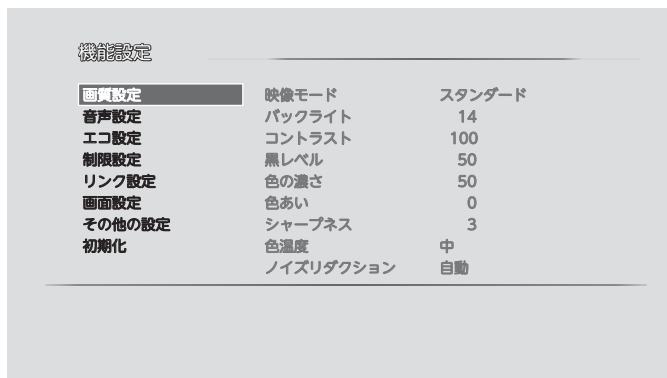 機能設定
画質設定 映像モード スタンダード
音声設定 バックライト 14
エコ設定 コントラスト 100
制限設定 黒レベル 50
リンク設定 色の濃さ 50
画面設定 色あい 0
その他の設定 シャープネス 3
初期化 色温度 中
ノイズリダクション 自動